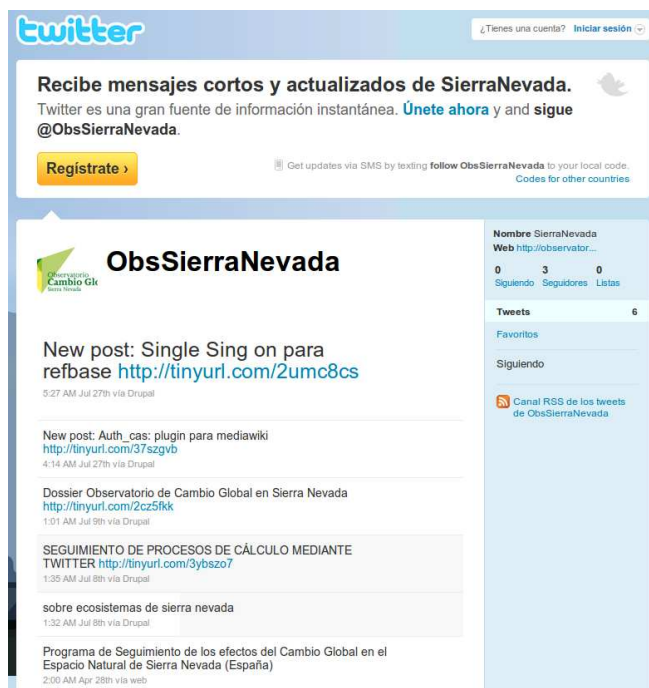 twitter
¿Tienes una cuenta? Iniciar sesión
Recibe mensajes cortos y actualizados de SierraNevada.
Twitter es una gran fuente de información instantánea. Únete ahora y and sigue
@ObsSierraNevada.
Regístrate ›
Get updates via SMS by texting follow ObsSierraNevada to your local code.
Codes for other countries
Observatorio
Cambio Glo
Sierra Nevada
ObsSierraNevada
New post: Single Sing on para
refbase http://tinyurl.com/2umc8cs
5:27 AM Jul 27th vía Drupal
New post: Auth_cas: plugin para mediawiki
http://tinyurl.com/37szgvb
4:14 AM Jul 27th vía Drupal
Dossier Observatorio de Cambio Global en Sierra Nevada
http://tinyurl.com/2cz5fkk
1:01 AM Jul 9th vía Drupal
SEGUIMIENTO DE PROCESOS DE CÁLCULO MEDIANTE
TWITTER http://tinyurl.com/3ybszo7
1:35 AM Jul 8th vía Drupal
sobre ecosistemas de sierra nevada
1:32 AM Jul 8th vía Drupal
Programa de Seguimiento de los efectos del Cambio Global en el
Espacio Natural de Sierra Nevada (España)
2:00 AM Apr 28th vía web
Nombre SierraNevada
Web http://observator...
0 3 0
Siguiendo Seguidores Listas
Tweets 6
Favoritos
Siguiendo
Canal RSS de los tweets
de ObsSierraNevada